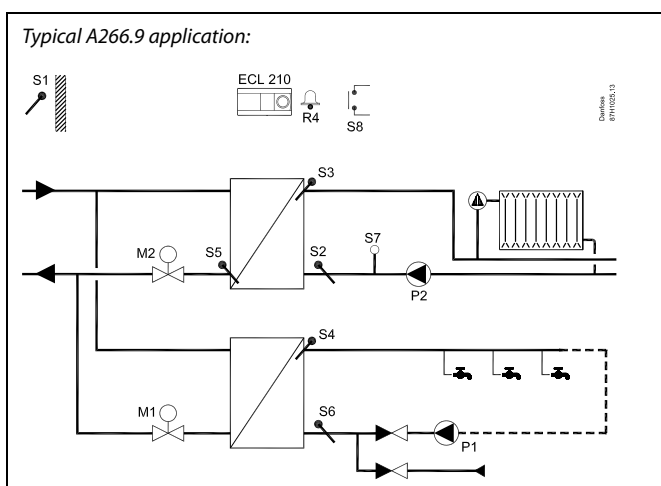 Typical A266.9 application:
S1
ECL 210
R4
S8
Danfoss
87H1025.13
S3
M2
S5
S2
S7
P2
S4
M1
S6
P1